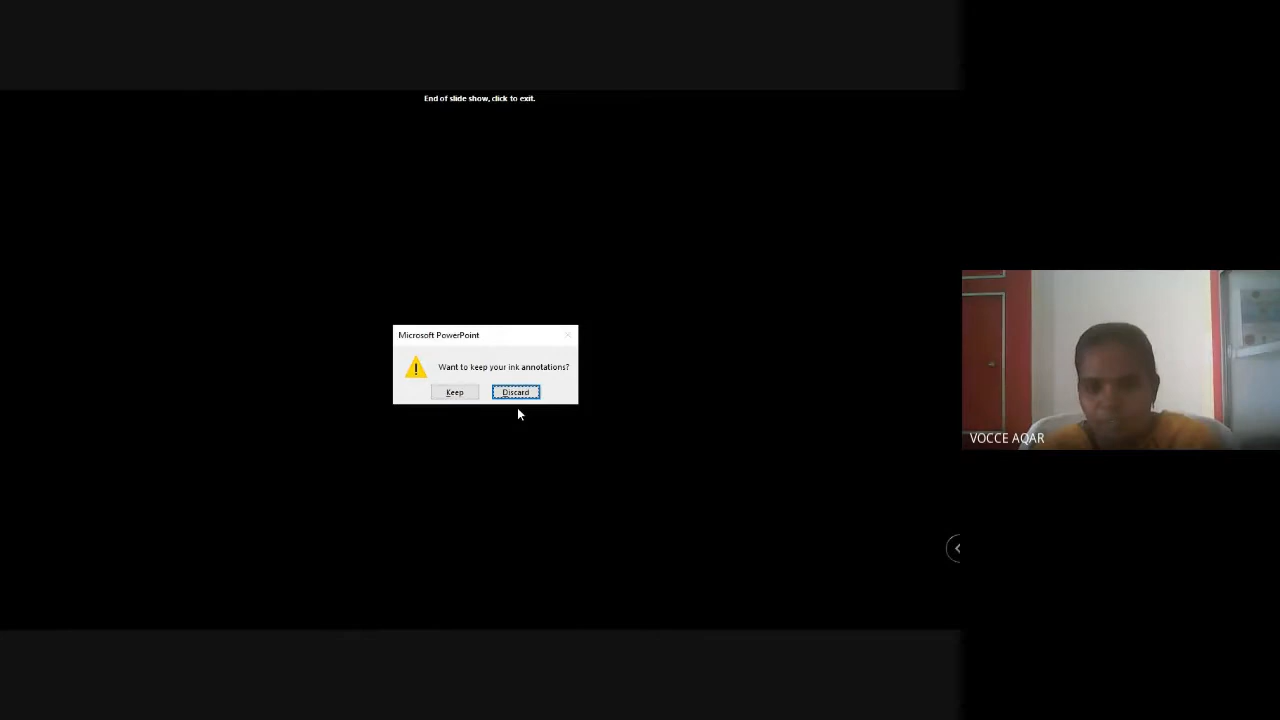 End of slide show, click to exit.
Microsoft PowerPoint
Want to keep your ink annotations?
Keep
Discard
VOCCE AQAR